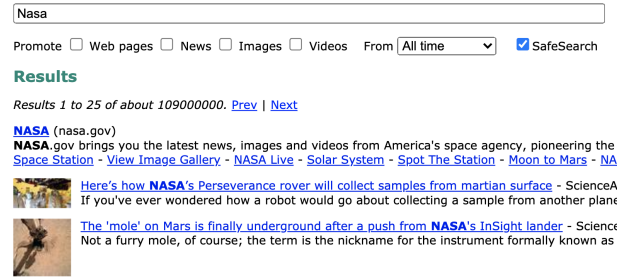 Nasa
Promote Web pages News Images Videos From All time SafeSearch
Results
Results 1 to 25 of about 109000000. Prev | Next
NASA (nasa.gov)
NASA.gov brings you the latest news, images and videos from America's space agency, pioneering the
Space Station - View Image Gallery - NASA Live - Solar System - Spot The Station - Moon to Mars - NA
Here’s how NASA’s Perseverance rover will collect samples from martian surface - ScienceA
If you've ever wondered how a robot would go about collecting a sample from another plane
The 'mole' on Mars is finally underground after a push from NASA's InSight lander - Science
Not a furry mole, of course; the term is the nickname for the instrument formally known as